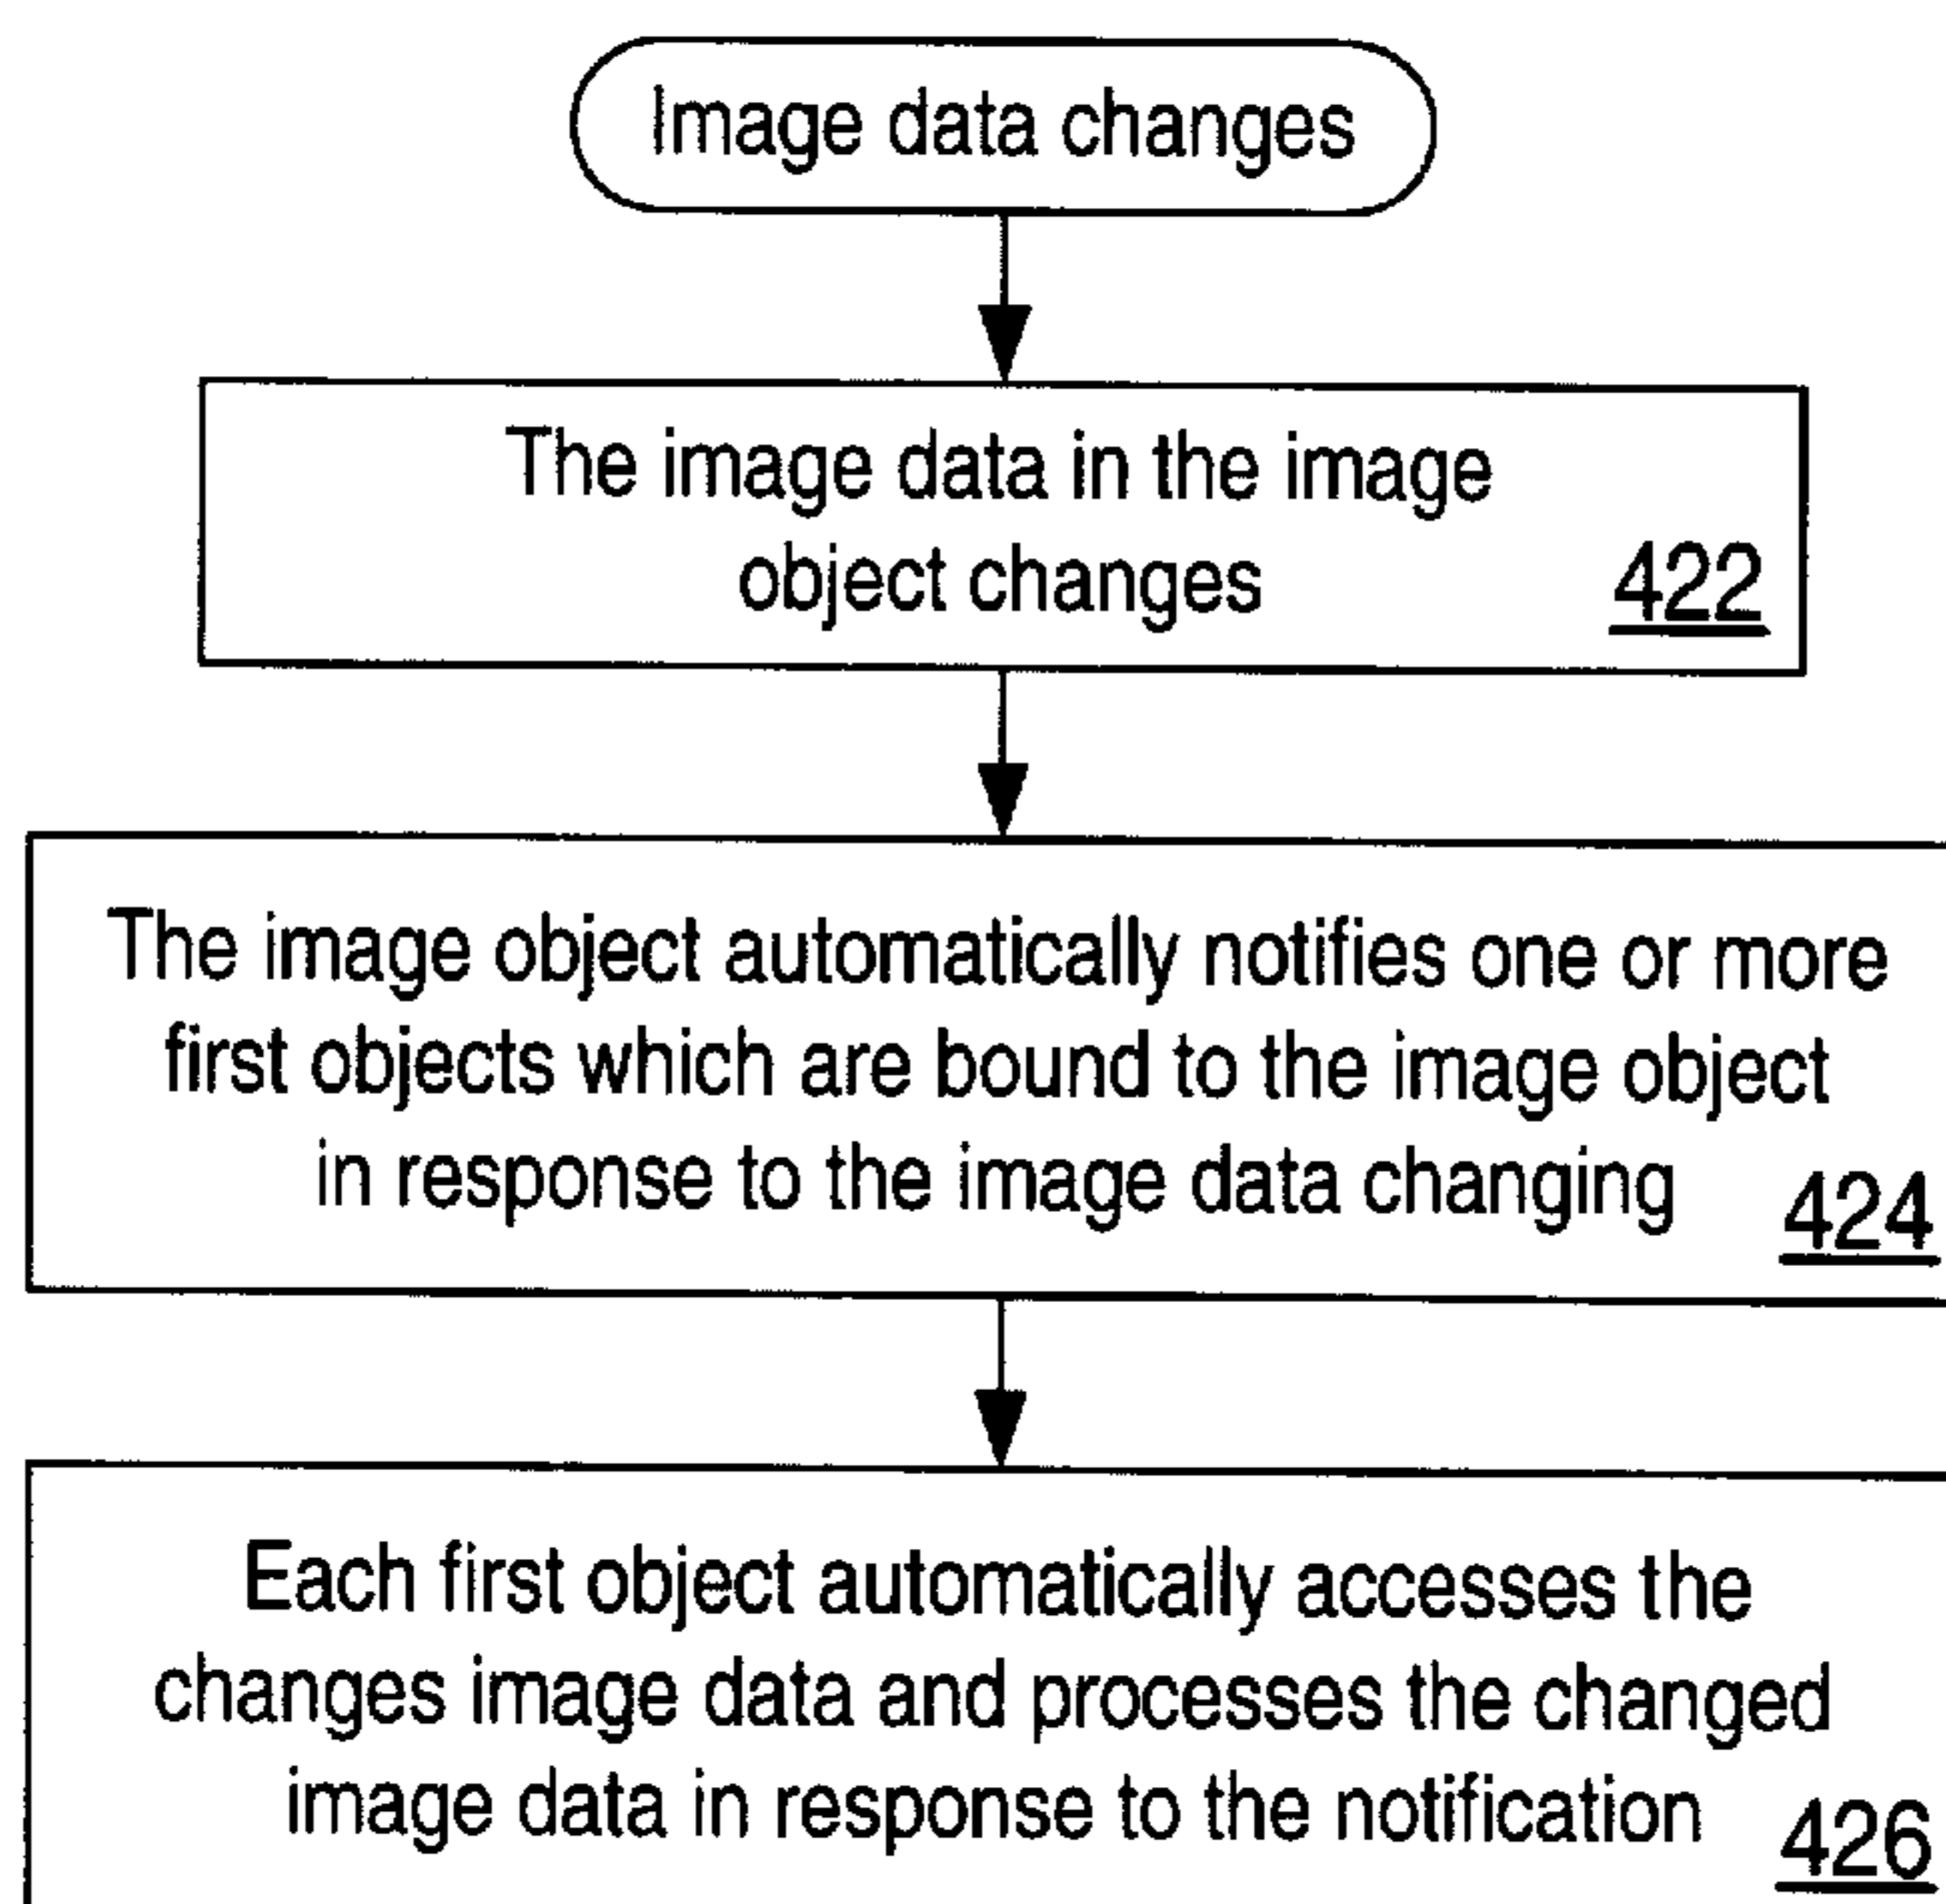 Image data changes
The image data in the image
object changes
422
The image object automatically notifies one or more
first objects which are bound to the image object
in response to the image data changing
424
Each first object automatically accesses the
changes image data and processes the changed
image data in response to the notification
426